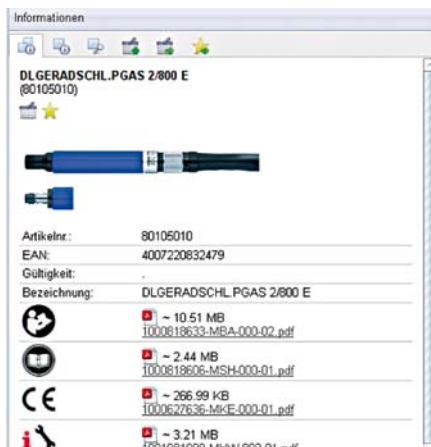 Informationen
DLGERADSCHL.PGAS 2/800 E
(80105010)
Artikelnr.: 80105010
EAN: 4007220832479
Gültigkeit: .
Bezeichnung: DLGERADSCHL.PGAS 2/800 E
~ 10.51 MB
1000818633-MBA-000-02.pdf
~ 2.44 MB
1000818606-MSH-000-01.pdf
CE ~ 266.99 KB
1000627636-MKE-000-01.pdf
i ~ 3.21 MB